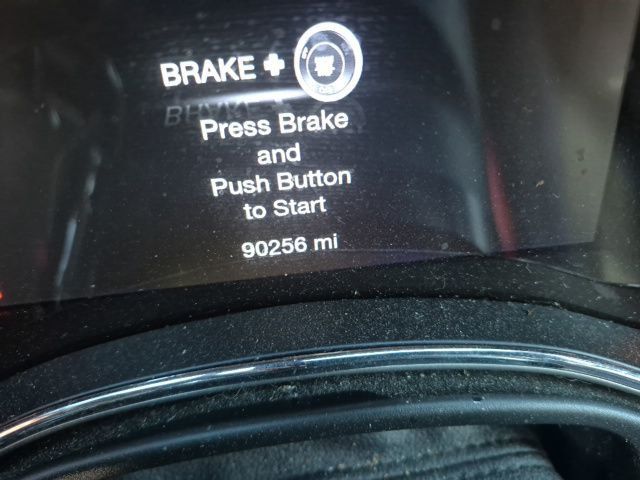 BRAKE +
Press Brake
and
Push Button
to Start
90256 mi